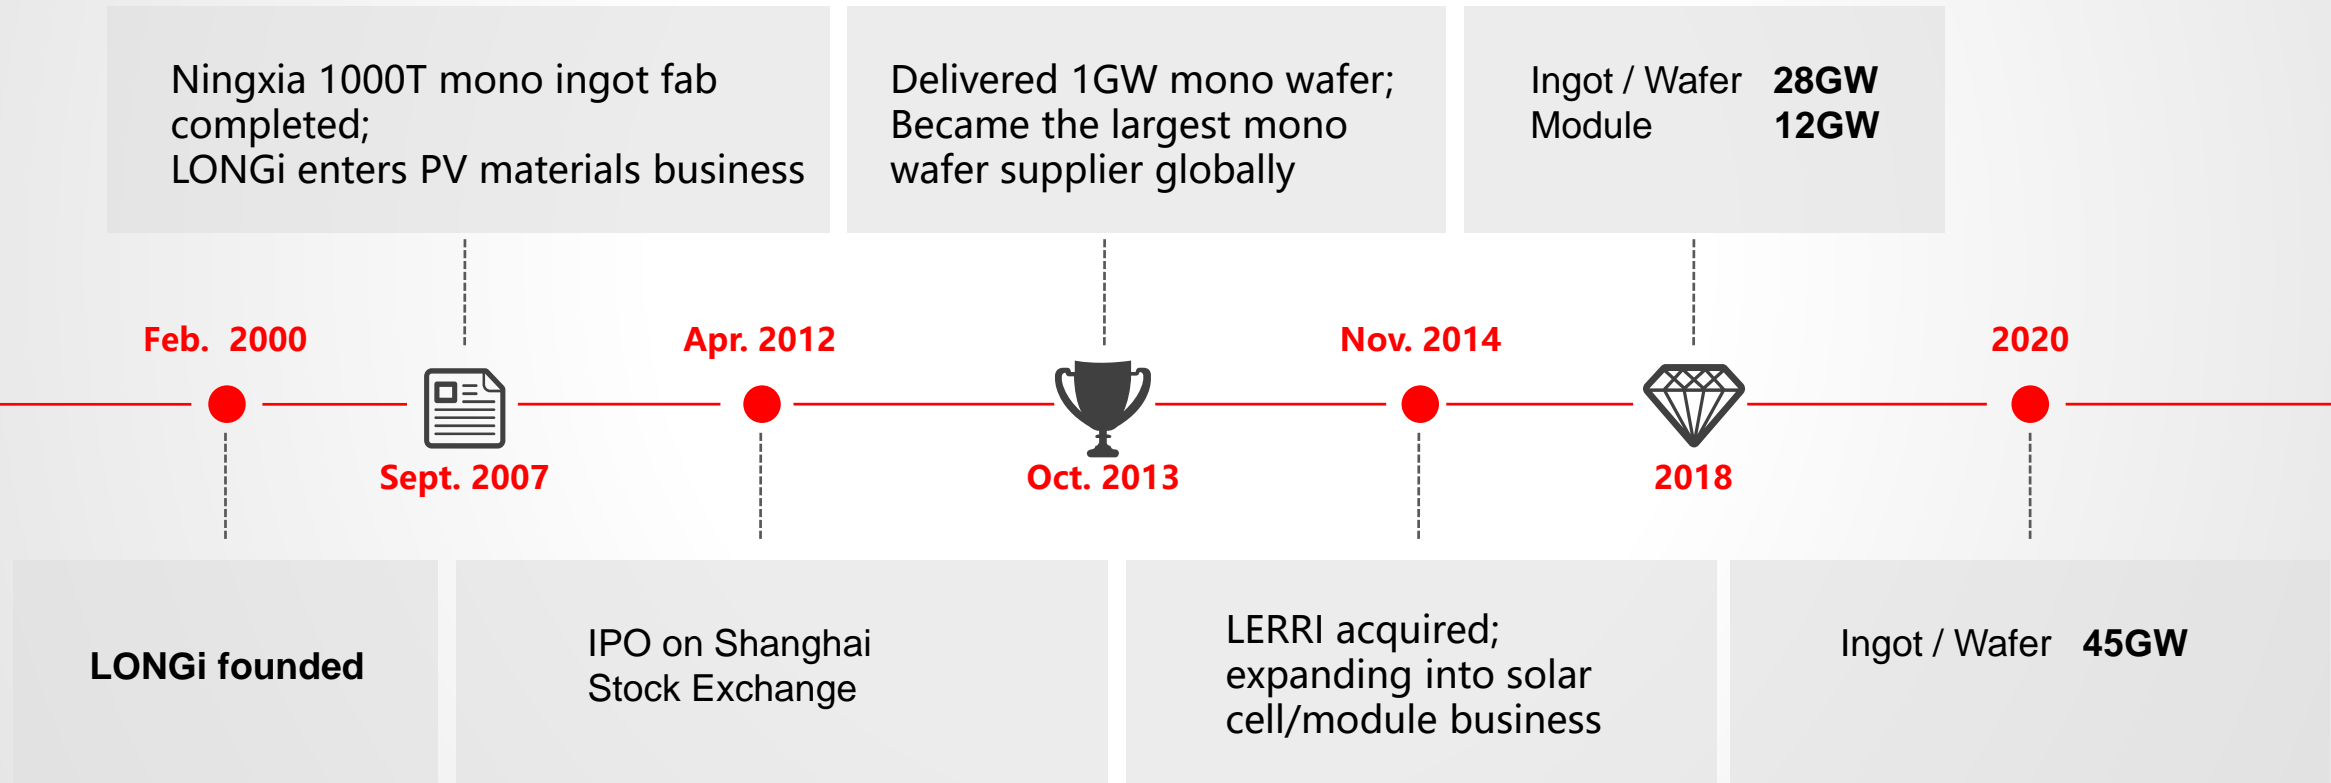 Ningxia 1000T mono ingot fab
completed;
LONGi enters PV materials business
Delivered 1GW mono wafer;
Became the largest mono
wafer supplier globally
Ingot / Wafer 28GW
Module 12GW
Feb. 2000
Apr. 2012
Nov. 2014
2020
Sept. 2007
Oct. 2013
2018
LONGi founded
IPO on Shanghai
Stock Exchange
LERRI acquired;
expanding into solar
cell/module business
Ingot / Wafer 45GW